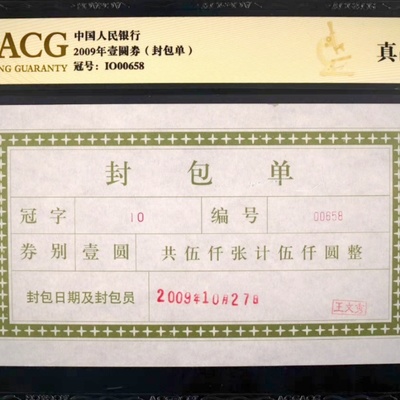 ACG
NG GUARANTY
中国人民银行
2009年壹圆券（封包单）
冠号：IO00658
真
封包单
冠字 IO 编号 00658
券别 壹圆 共伍仟张计伍仟圆整
封包日期及封包员 2009年10月27日